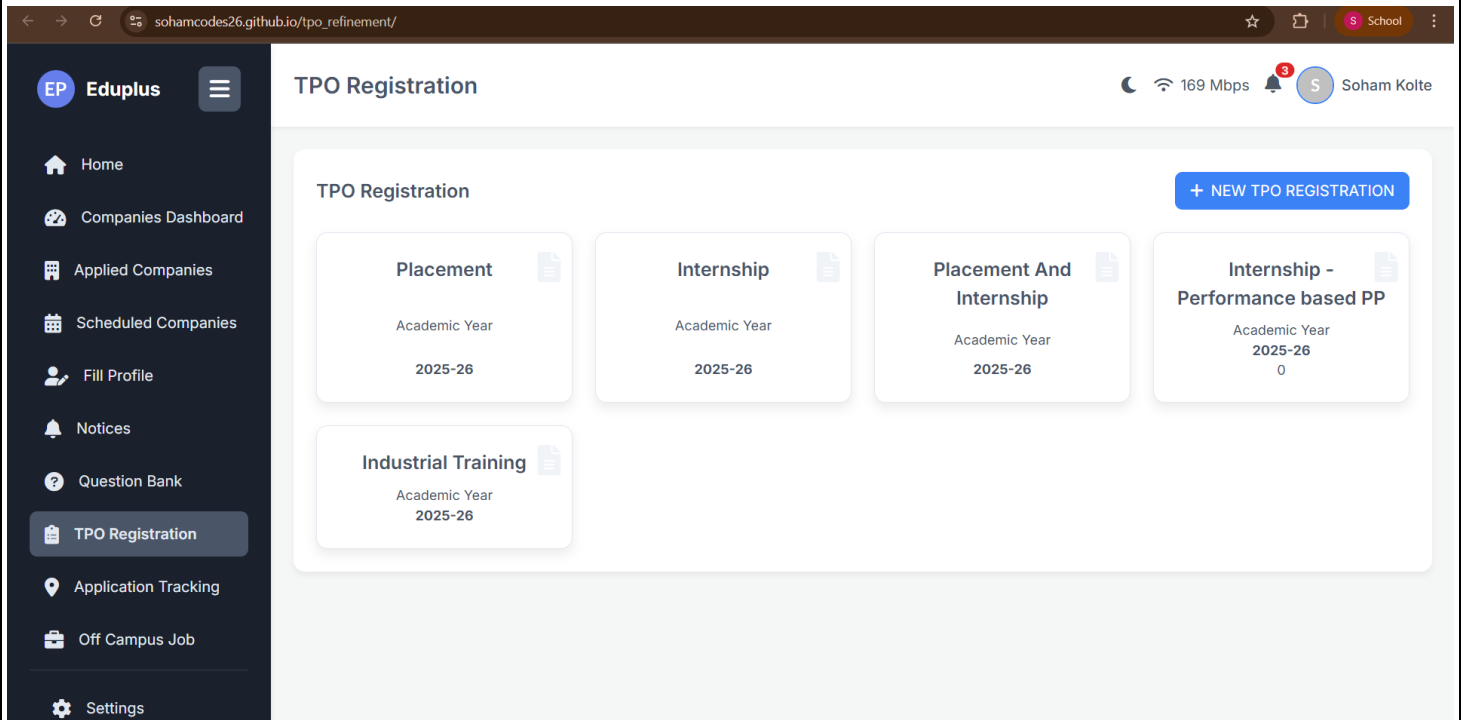 sohamcodes26.github.io/tpo_refinement/
S School
EP Eduplus
TPO Registration
169 Mbps
3
S
Soham Kolte
Home
Companies Dashboard
Applied Companies
Scheduled Companies
Fill Profile
Notices
Question Bank
TPO Registration
Application Tracking
Off Campus Job
Settings
TPO Registration
+ NEW TPO REGISTRATION
Placement
Academic Year
2025-26
Internship
Academic Year
2025-26
Placement And
Internship
Academic Year
2025-26
Internship -
Performance based PP
Academic Year
2025-26
0
Industrial Training
Academic Year
2025-26